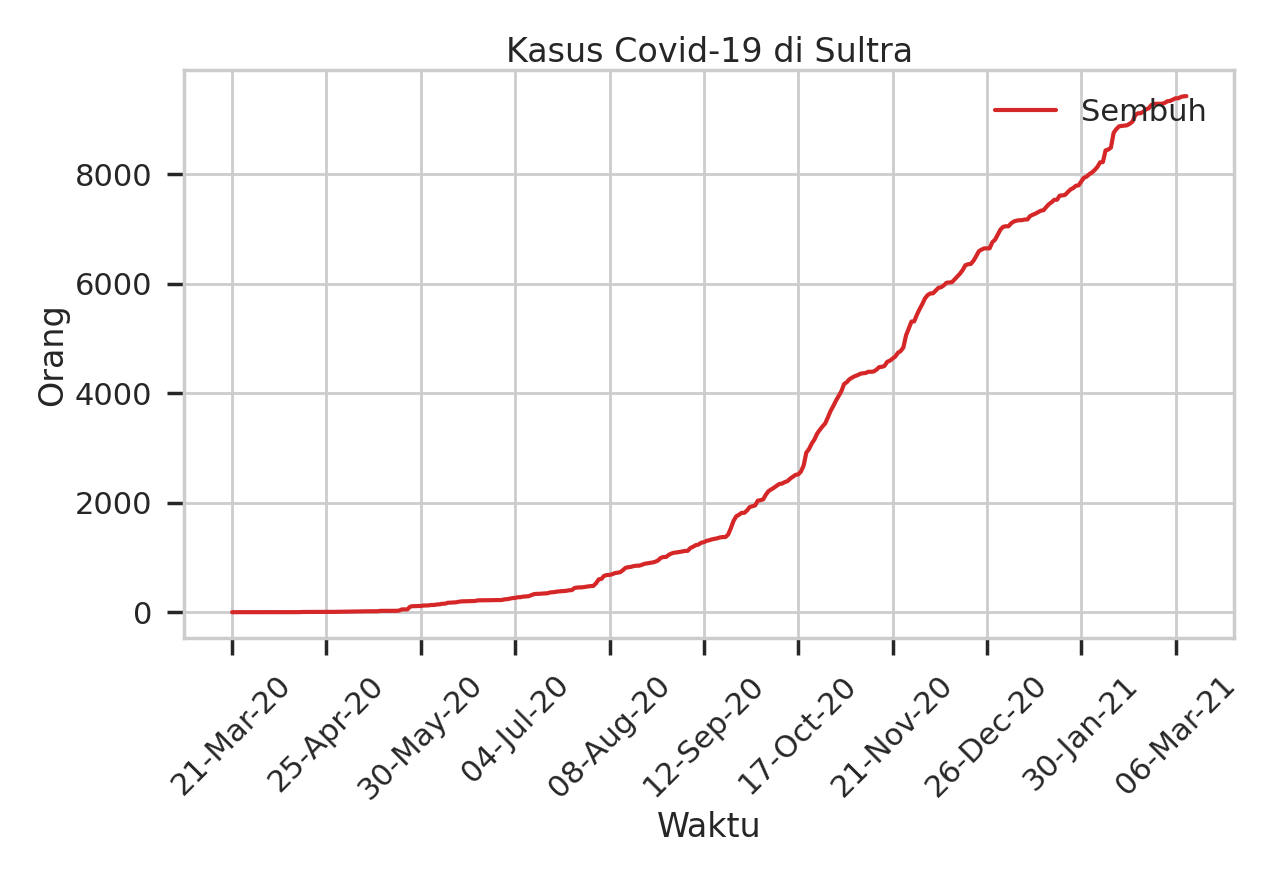 Kasus Covid-19 di Sultra
Sembuh
Orang
8000
6000
4000
2000
0
21-Mar-20
25-Apr-20
30-May-20
04-Jul-20
08-Aug-20
12-Sep-20
17-Oct-20
21-Nov-20
26-Dec-20
30-Jan-21
06-Mar-21
Waktu